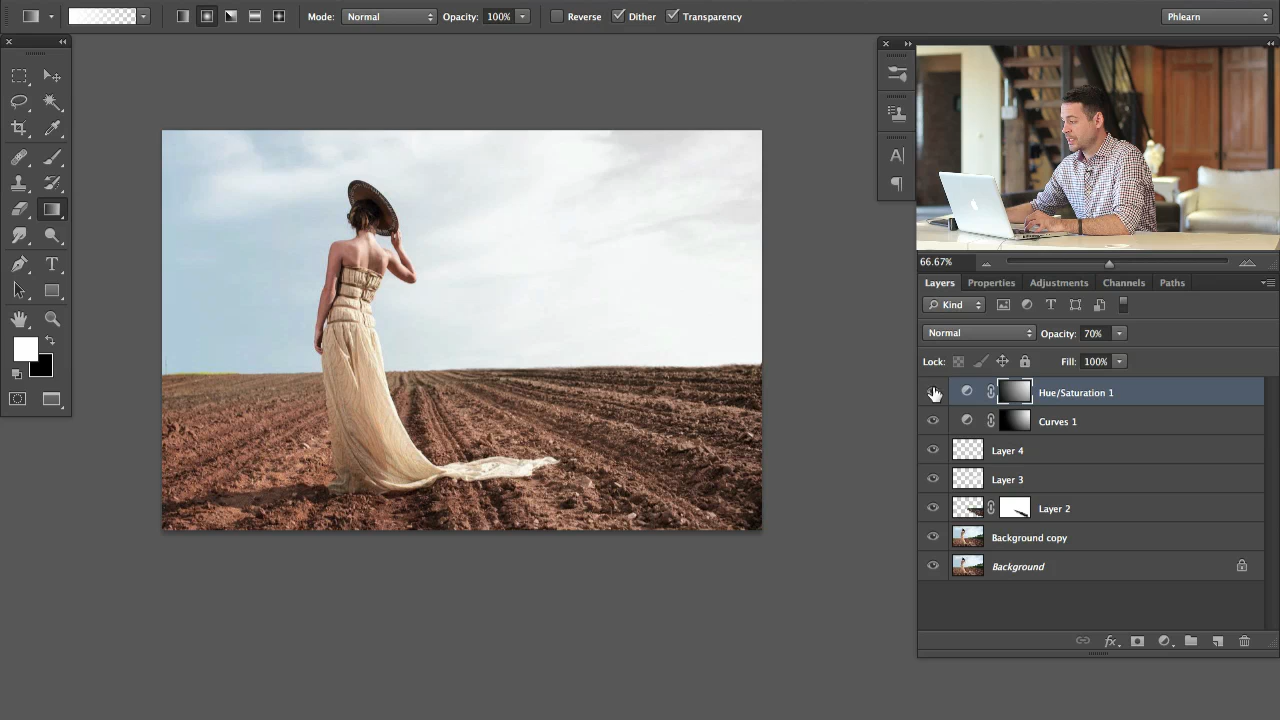 Mode: Normal Opacity: 100% Reverse Dither Transparency Phlearn
66.67%
Layers Properties Adjustments Channels Paths
Kind
Normal Opacity: 70%
Lock: Fill: 100%
Hue/Saturation 1
Curves 1
Layer 4
Layer 3
Layer 2
Background copy
Background